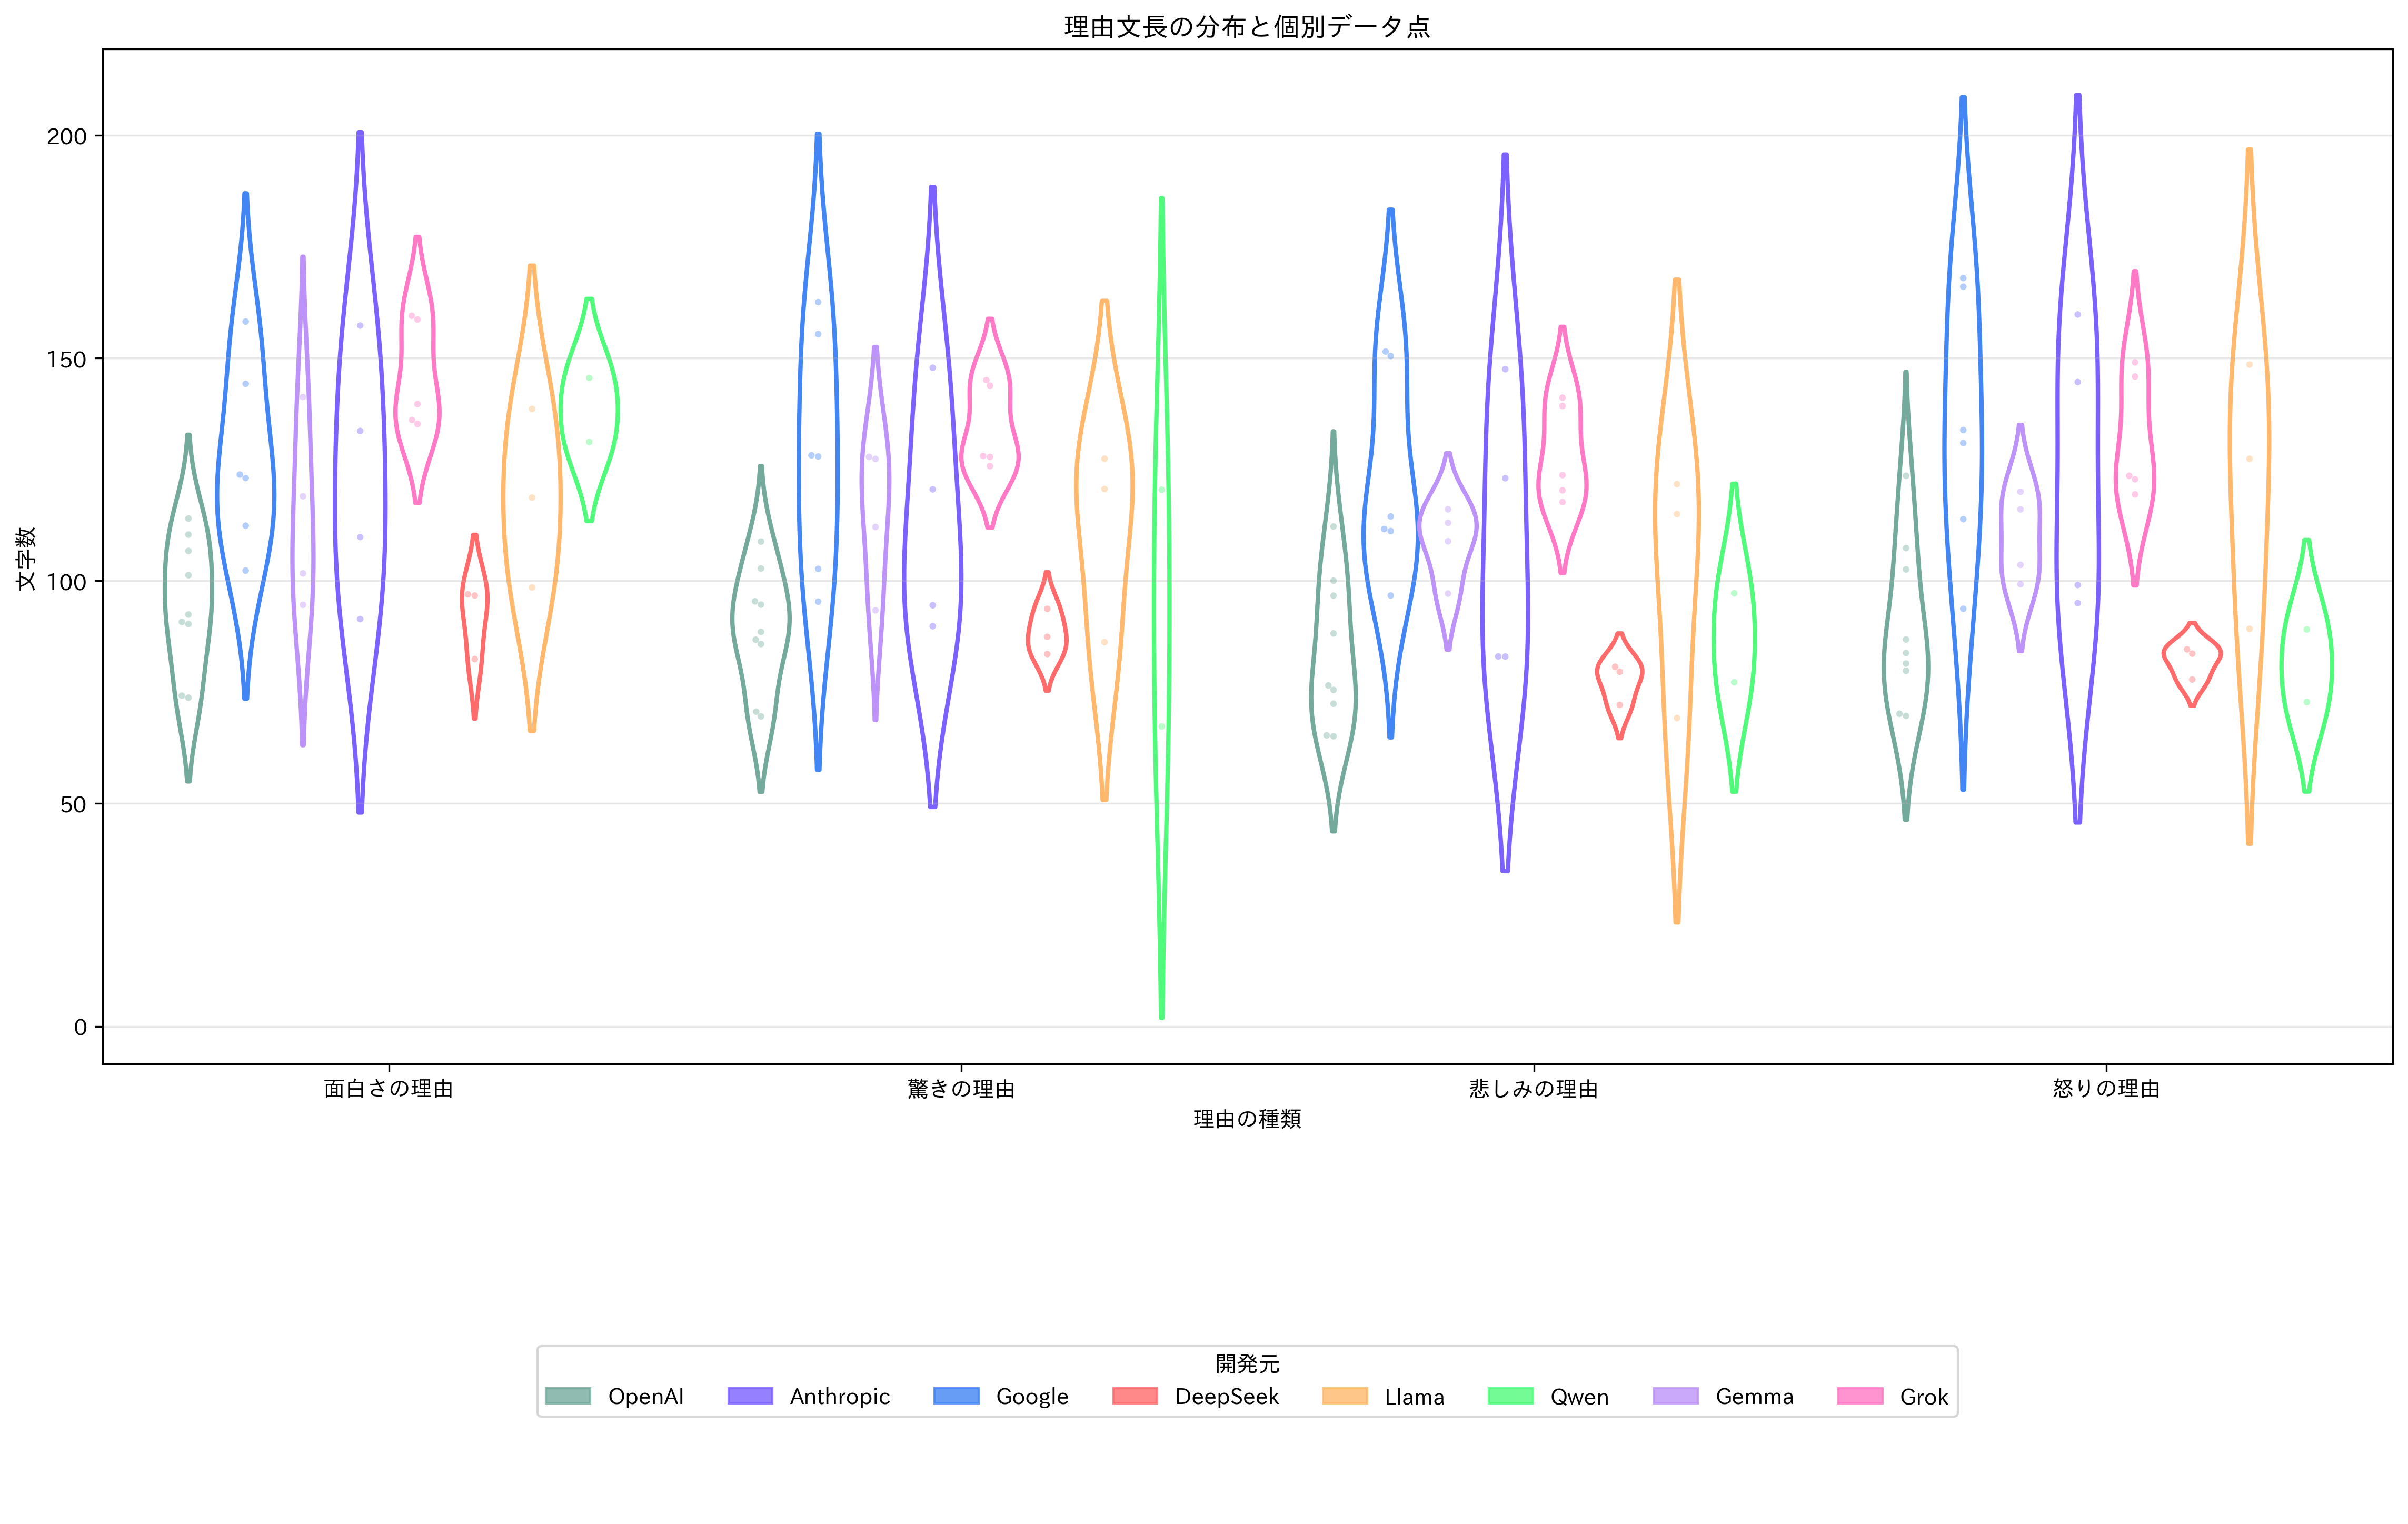 理由文長の分布と個別データ点
文字数
200
150
100
50
0
面白さの理由 驚きの理由 悲しみの理由 怒りの理由
理由の種類
開発元
OpenAI Anthropic Google DeepSeek Llama Qwen Gemma Grok